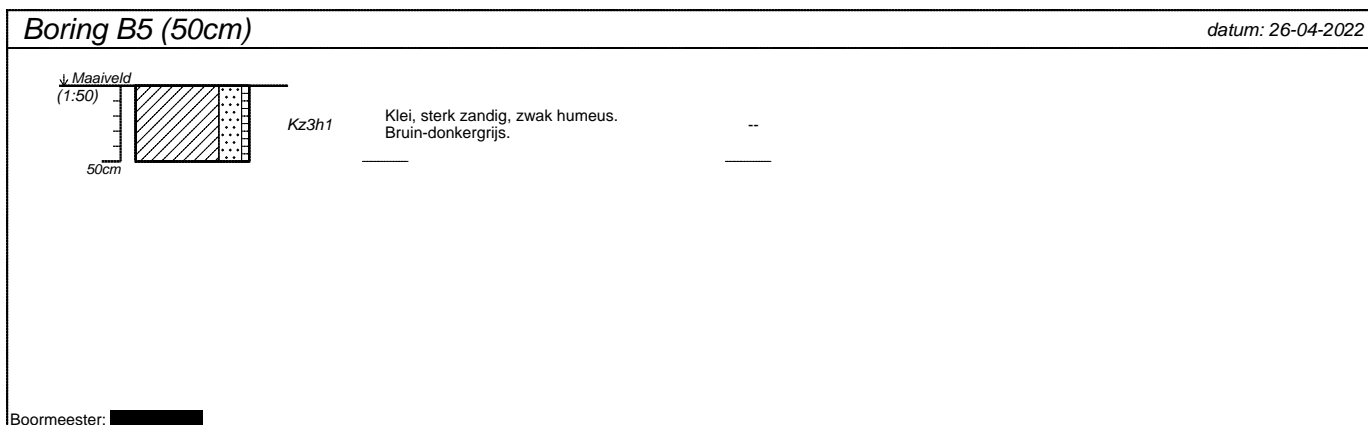 Boring B5 (50cm)
datum: 26-04-2022
Maaiveld
(1:50)
Kz3h1
Klei, sterk zandig, zwak humeus.
Bruin-donkergrijs.
--
50cm
Boormeester: